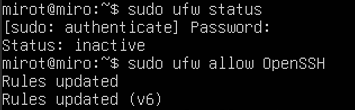 mirot@miro:~$ sudo ufw status
[sudo: authenticate] Password:
Status: inactive
mirot@miro:~$ sudo ufw allow OpenSSH
Rules updated
Rules updated (v6)